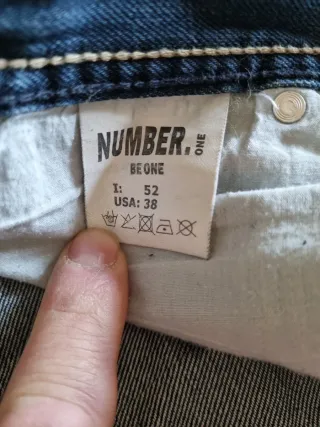 NUMBER. ONE
BE ONE
I: 52
USA: 38